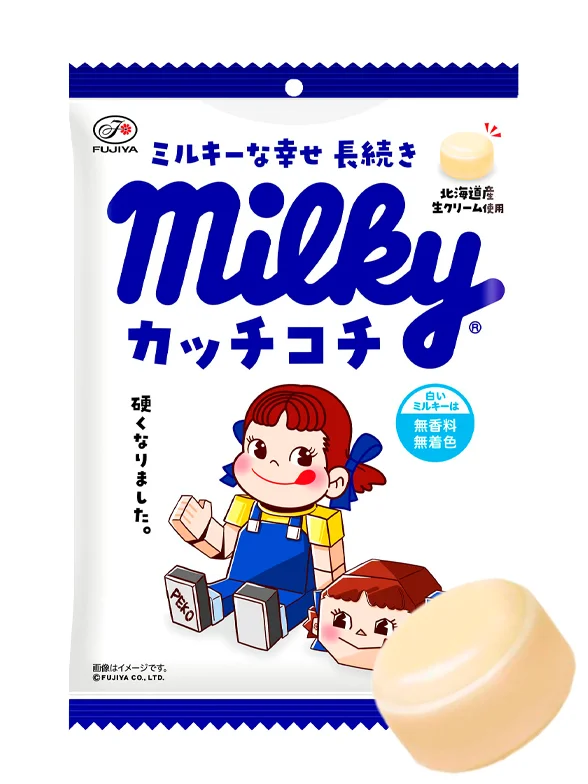 FUJIYA
ミルキーな幸せ 長続き
北海道産
生クリーム使用
milky®
カッチコチ
白い
ミルキーは
無香料
無着色
硬くなりました。
PEKO
画像はイメージです。
©FUJIYA CO., LTD.